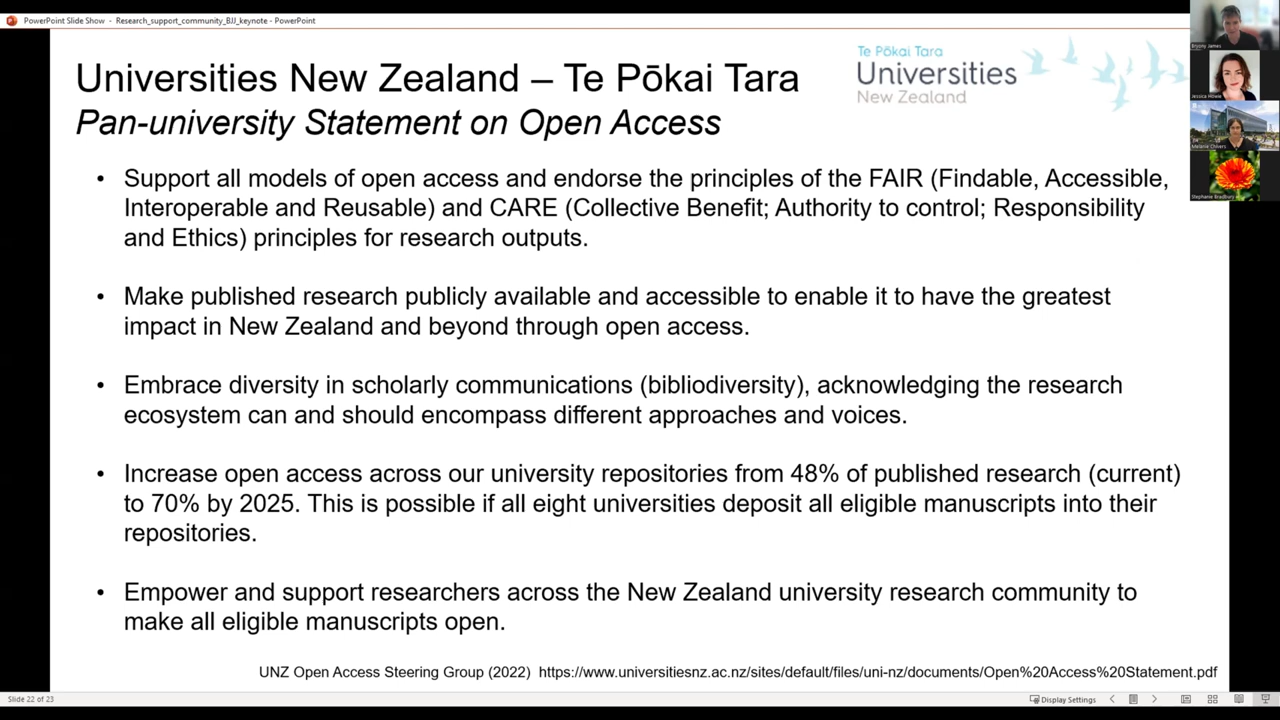 PowerPoint Slide Show - Research_support_community_BJJ_keynote - PowerPoint
Universities New Zealand – Te Pōkai Tara
Pan-university Statement on Open Access
Te Pōkai Tara
Universities
New Zealand
• Support all models of open access and endorse the principles of the FAIR (Findable, Accessible,
Interoperable and Reusable) and CARE (Collective Benefit; Authority to control; Responsibility
and Ethics) principles for research outputs.
• Make published research publicly available and accessible to enable it to have the greatest
impact in New Zealand and beyond through open access.
• Embrace diversity in scholarly communications (bibliodiversity), acknowledging the research
ecosystem can and should encompass different approaches and voices.
• Increase open access across our university repositories from 48% of published research (current)
to 70% by 2025. This is possible if all eight universities deposit all eligible manuscripts into their
repositories.
• Empower and support researchers across the New Zealand university research community to
make all eligible manuscripts open.
UNZ Open Access Steering Group (2022) https://www.universitiesnz.ac.nz/sites/default/files/uni-nz/documents/Open%20Access%20Statement.pdf
Bryony James
Jessica Howie
Melanie Chivers
Stephanie Bradbury
Slide 22 of 23
Display Settings